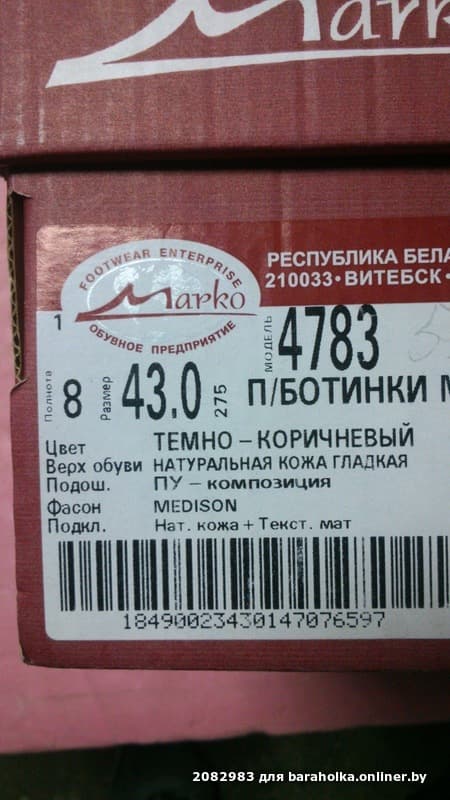 Marko
РЕСПУБЛИКА БЕЛА
210033 • ВИТЕБСК •
FOOTWEAR ENTERPRISE
Marko
ОБУВНОЕ ПРЕДПРИЯТИЕ
1
МОДЕЛЬ 4783
Полнота 8 Размер 43.0 275 П/БОТИНКИ М
Цвет ТЕМНО – КОРИЧНЕВЫЙ
Верх обуви НАТУРАЛЬНАЯ КОЖА ГЛАДКАЯ
Подош. ПУ – композиция
Фасон MEDISON
Подкл. Нат. кожа + Текст. мат
18490023430147076597
2082983 для baraholka.onliner.by